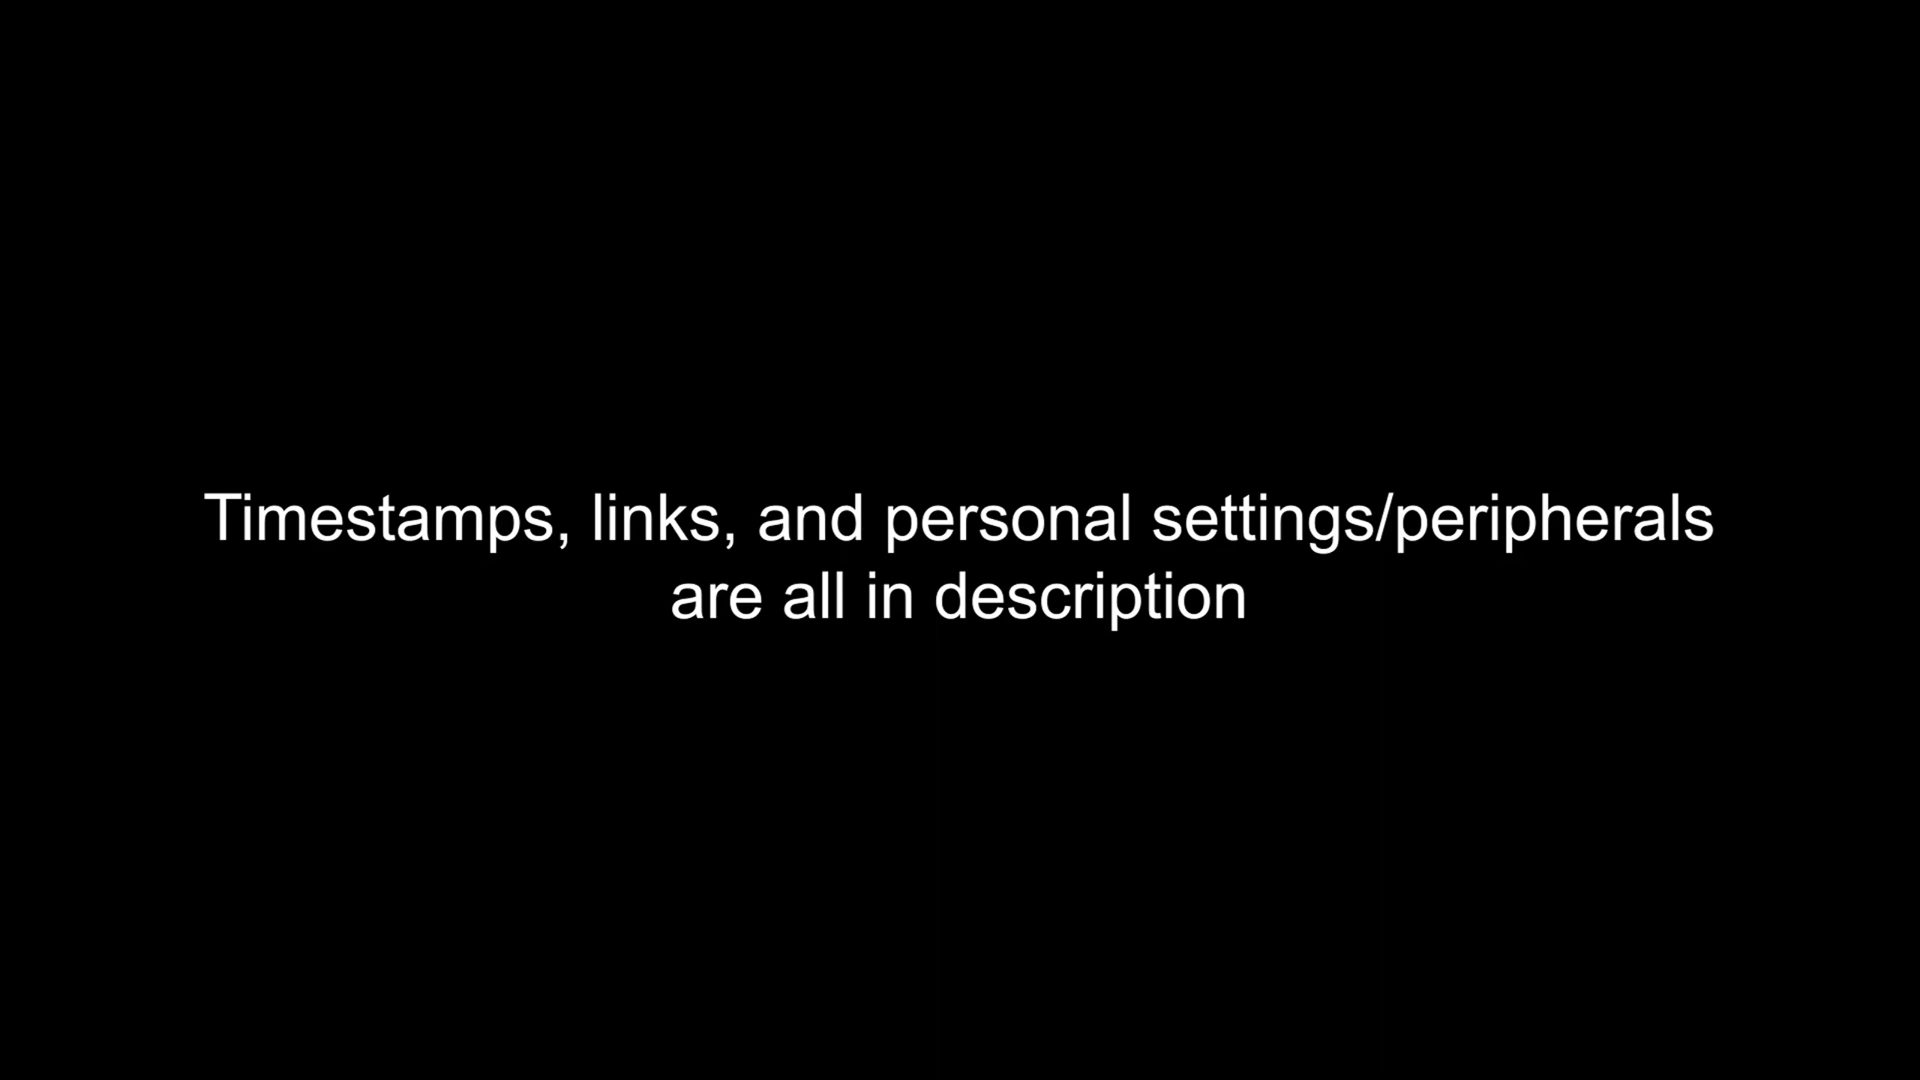 Timestamps, links, and personal settings/peripherals
are all in description